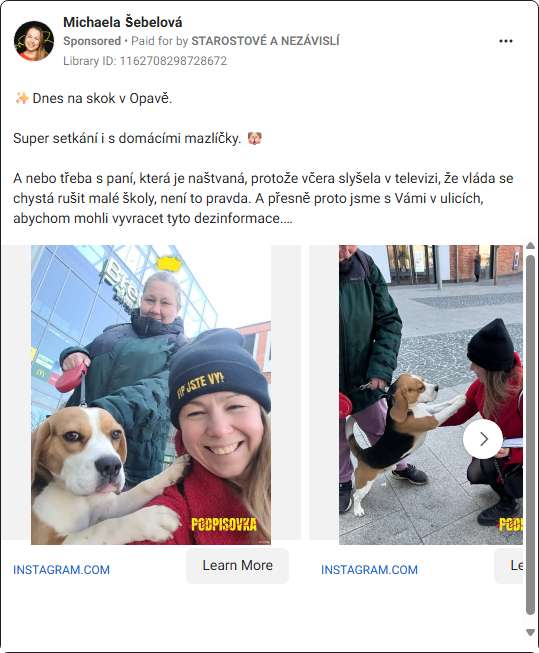 Michaela Šebelová
Sponsored • Paid for by STAROSTOVÉ A NEZÁVISLÍ
Library ID: 1162708298728672
✨ Dnes na skok v Opavě.
Super setkání i s domácími mazlíčky. 🐶
A nebo třeba s paní, která je naštvaná, protože včera slyšela v televizi, že vláda se
chystá rušit malé školy, není to pravda. A přesně proto jsme s Vámi v ulicích,
abychom mohli vyvracet tyto dezinformace....
JSTE VY!
PODPISOVKA
PODPISOVKA
INSTAGRAM.COM
Learn More
INSTAGRAM.COM
Le